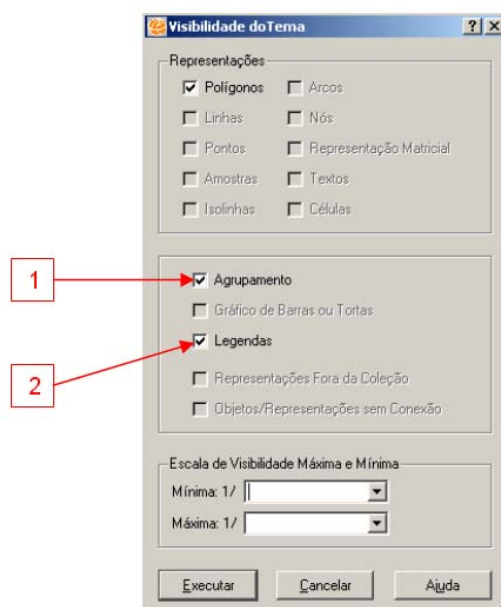 Visibilidade doTema
Representações
Polígonos Arcos
Linhas Nós
Pontos Representação Matricial
Amostras Textos
Isolinhas Células
1 Agrupamento
Gráfico de Barras ou Tortas
Legendas
2 Representações Fora da Coleção
Objetos/Representações sem Conexão
Escala de Visibilidade Máxima e Mínima
Mínima: 1/
Máxima: 1/
Executar Cancelar Ajuda